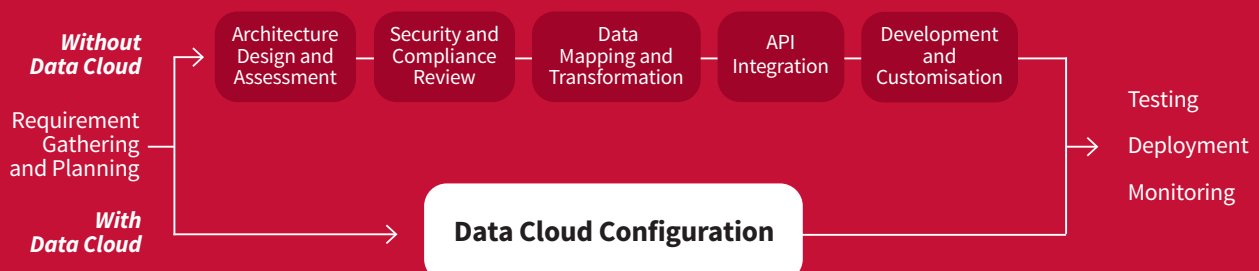 Without
Data Cloud
Requirement
Gathering
and Planning
With
Data Cloud
Architecture
Design and
Assessment
Security and
Compliance
Review
Data
Mapping and
Transformation
API
Integration
Development
and
Customisation
Data Cloud Configuration
Testing
Deployment
Monitoring